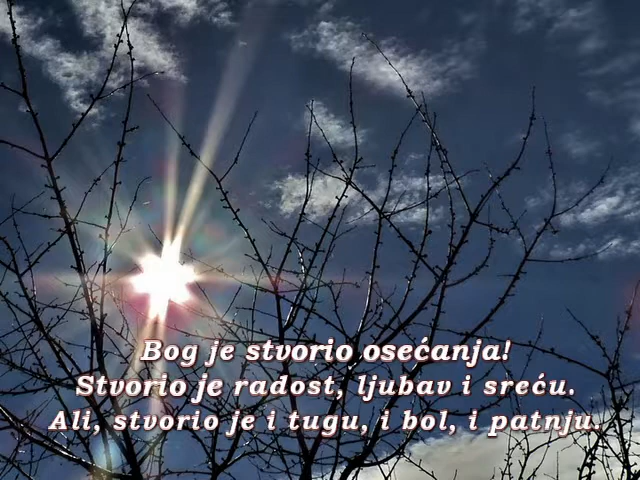 Bog je stvorio osećanja!
Stvorio je radost, ljubav i sreću.
Ali, stvorio je i tugu, i bol, i patnju.